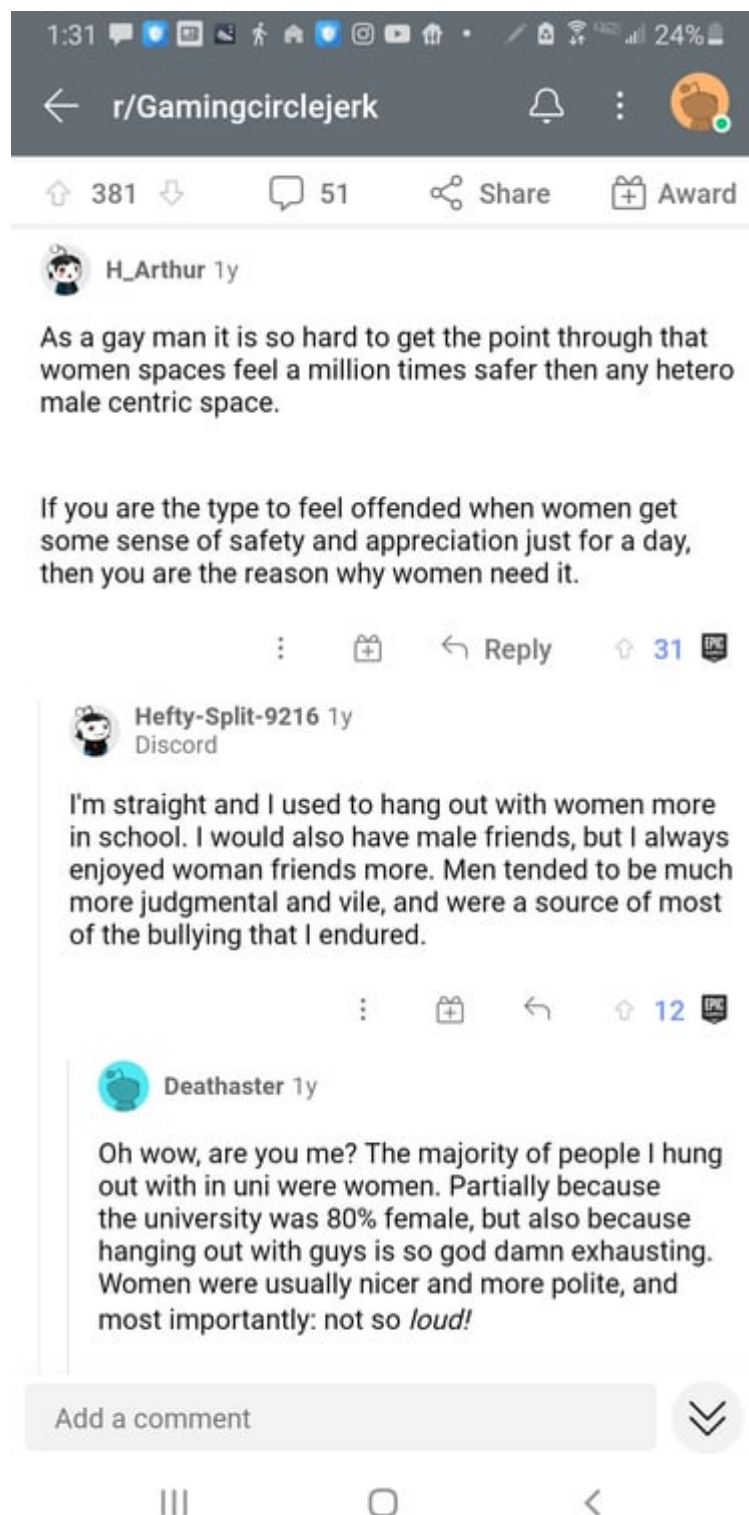 1:31 24%
r/Gamingcirclejerk
381 51 Share Award
H_Arthur 1y
As a gay man it is so hard to get the point through that
women spaces feel a million times safer then any hetero
male centric space.
If you are the type to feel offended when women get
some sense of safety and appreciation just for a day,
then you are the reason why women need it.
Reply 31 EPIC
Hefty-Split-9216 1y
Discord
I'm straight and I used to hang out with women more
in school. I would also have male friends, but I always
enjoyed woman friends more. Men tended to be much
more judgmental and vile, and were a source of most
of the bullying that I endured.
12 EPIC
Deathaster 1y
Oh wow, are you me? The majority of people I hung
out with in uni were women. Partially because
the university was 80% female, but also because
hanging out with guys is so god damn exhausting.
Women were usually nicer and more polite, and
most importantly: not so loud!
Add a comment